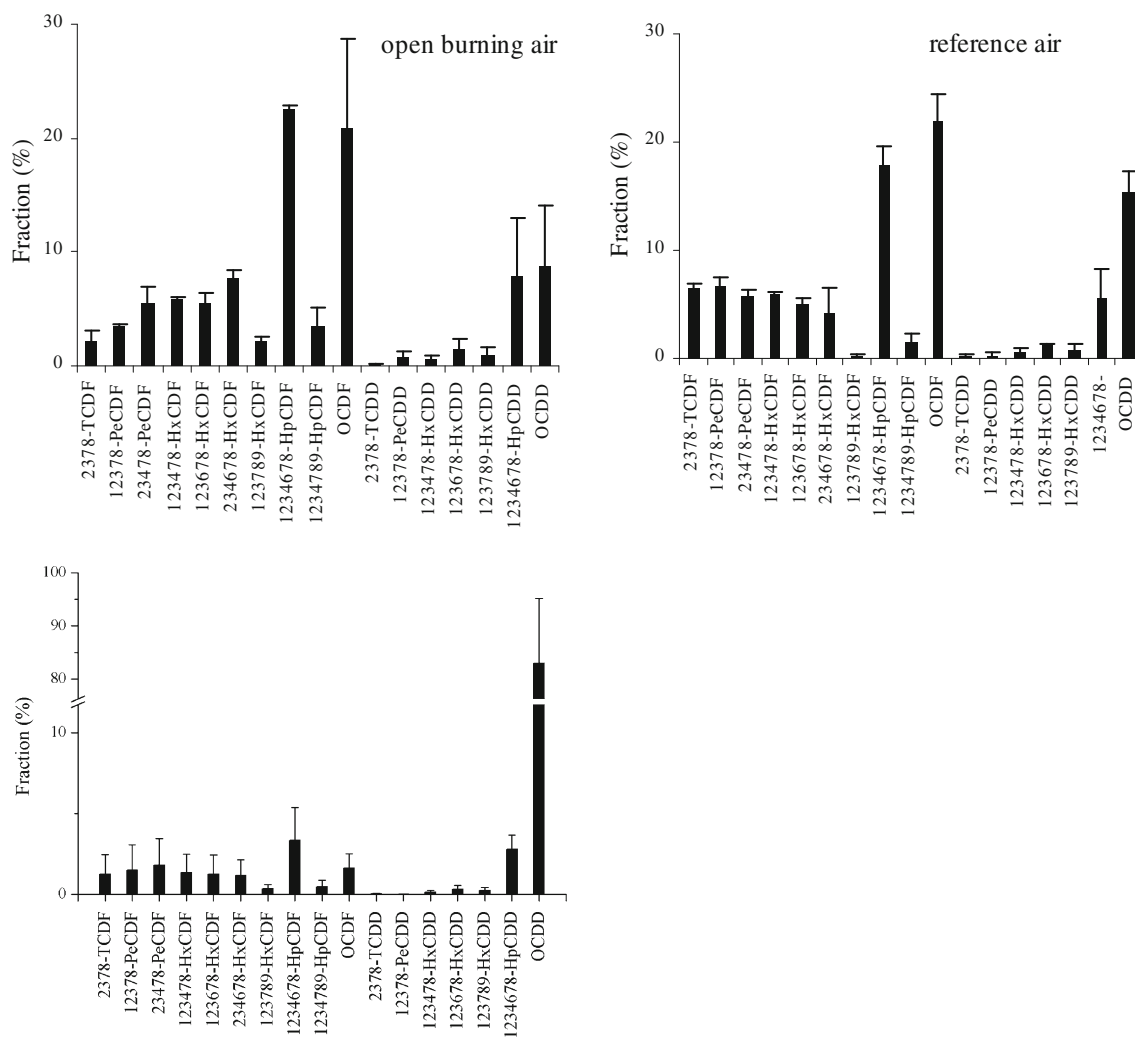 open burning air
Fraction (%)
30
20
10
0
2378-TCDF
12378-PeCDF
23478-PeCDF
123478-HxCDF
123678-HxCDF
234678-HxCDF
123789-HxCDF
1234678-HpCDF
1234789-HpCDF
OCDF
2378-TCDD
12378-PeCDD
123478-HxCDD
123678-HxCDD
123789-HxCDD
1234678-HpCDD
OCDD
reference air
Fraction (%)
30
20
10
0
2378-TCDF
12378-PeCDF
23478-PeCDF
123478-HxCDF
123678-HxCDF
234678-HxCDF
123789-HxCDF
1234678-HpCDF
1234789-HpCDF
OCDF
2378-TCDD
12378-PeCDD
123478-HxCDD
123678-HxCDD
123789-HxCDD
1234678-
OCDD
Fraction (%)
100
95
90
85
80
10
0
2378-TCDF
12378-PeCDF
23478-PeCDF
123478-HxCDF
123678-HxCDF
234678-HxCDF
123789-HxCDF
1234678-HpCDF
1234789-HpCDF
OCDF
2378-TCDD
12378-PeCDD
123478-HxCDD
123678-HxCDD
123789-HxCDD
1234678-HpCDD
OCDD